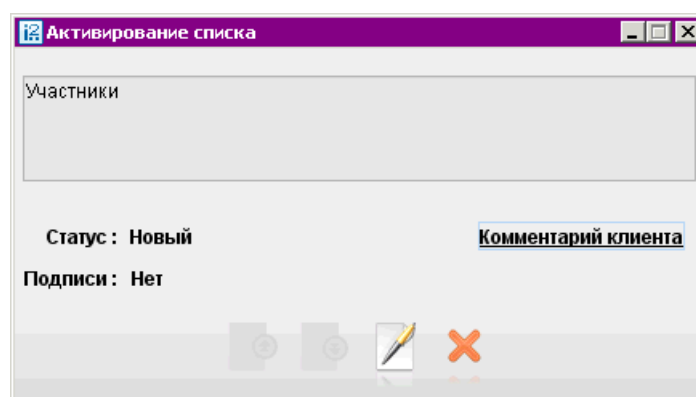 Активирование списка
Участники
Статус : Новый
Комментарий клиента
Подписи : Нет